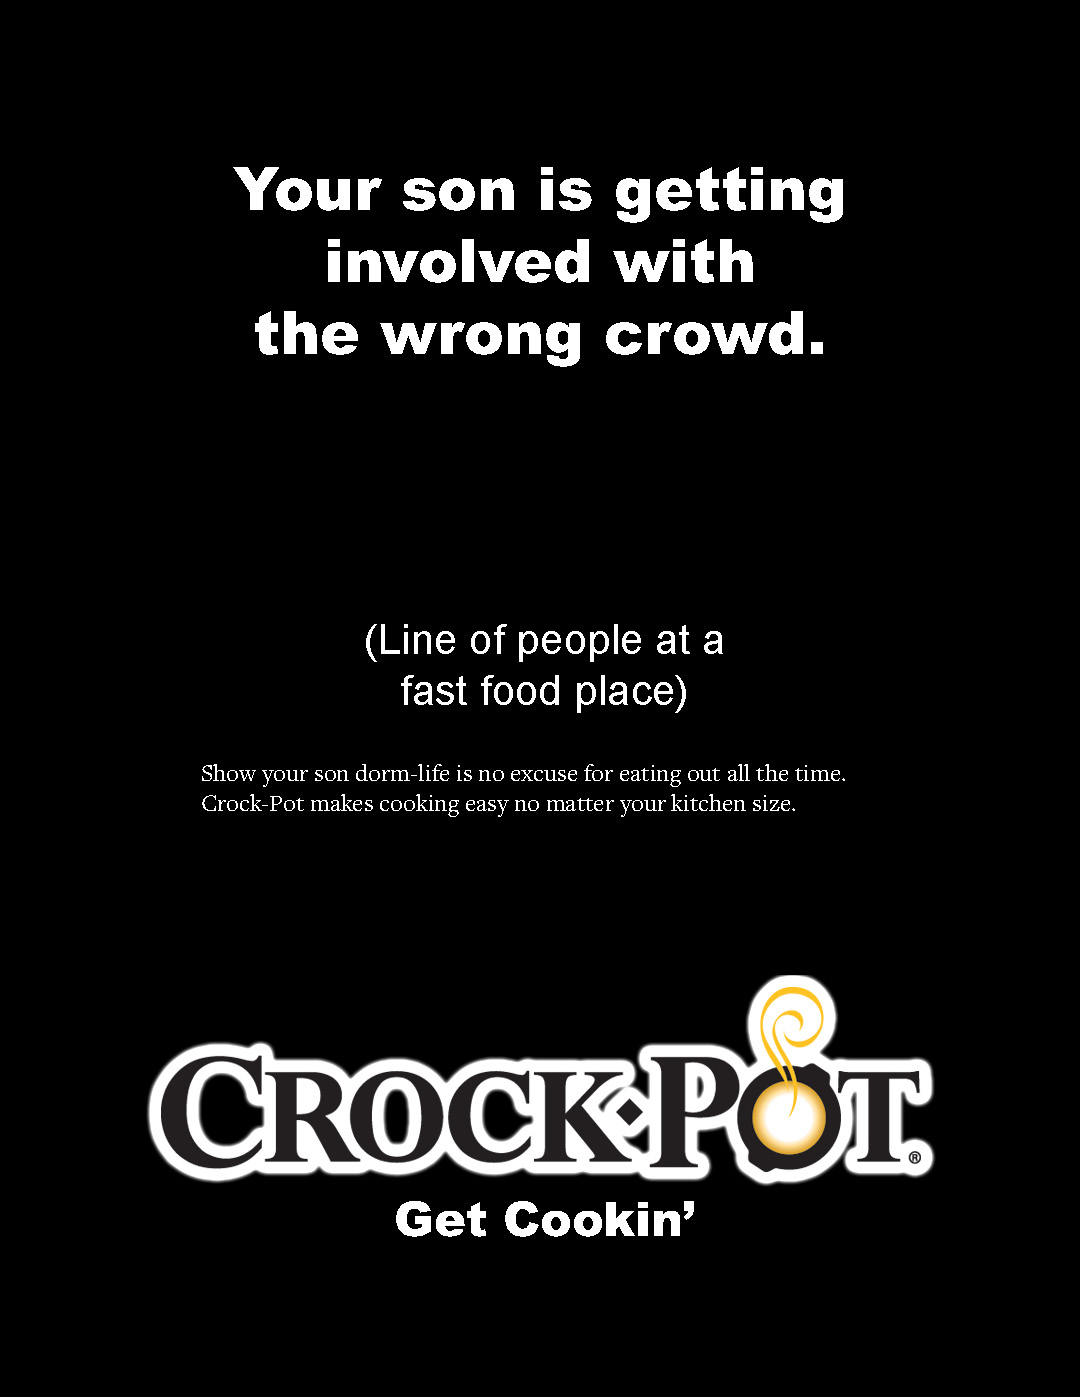 Your son is getting
involved with
the wrong crowd.
(Line of people at a
fast food place)
Show your son dorm-life is no excuse for eating out all the time.
Crock-Pot makes cooking easy no matter your kitchen size.
CROCK·POT®
Get Cookin’